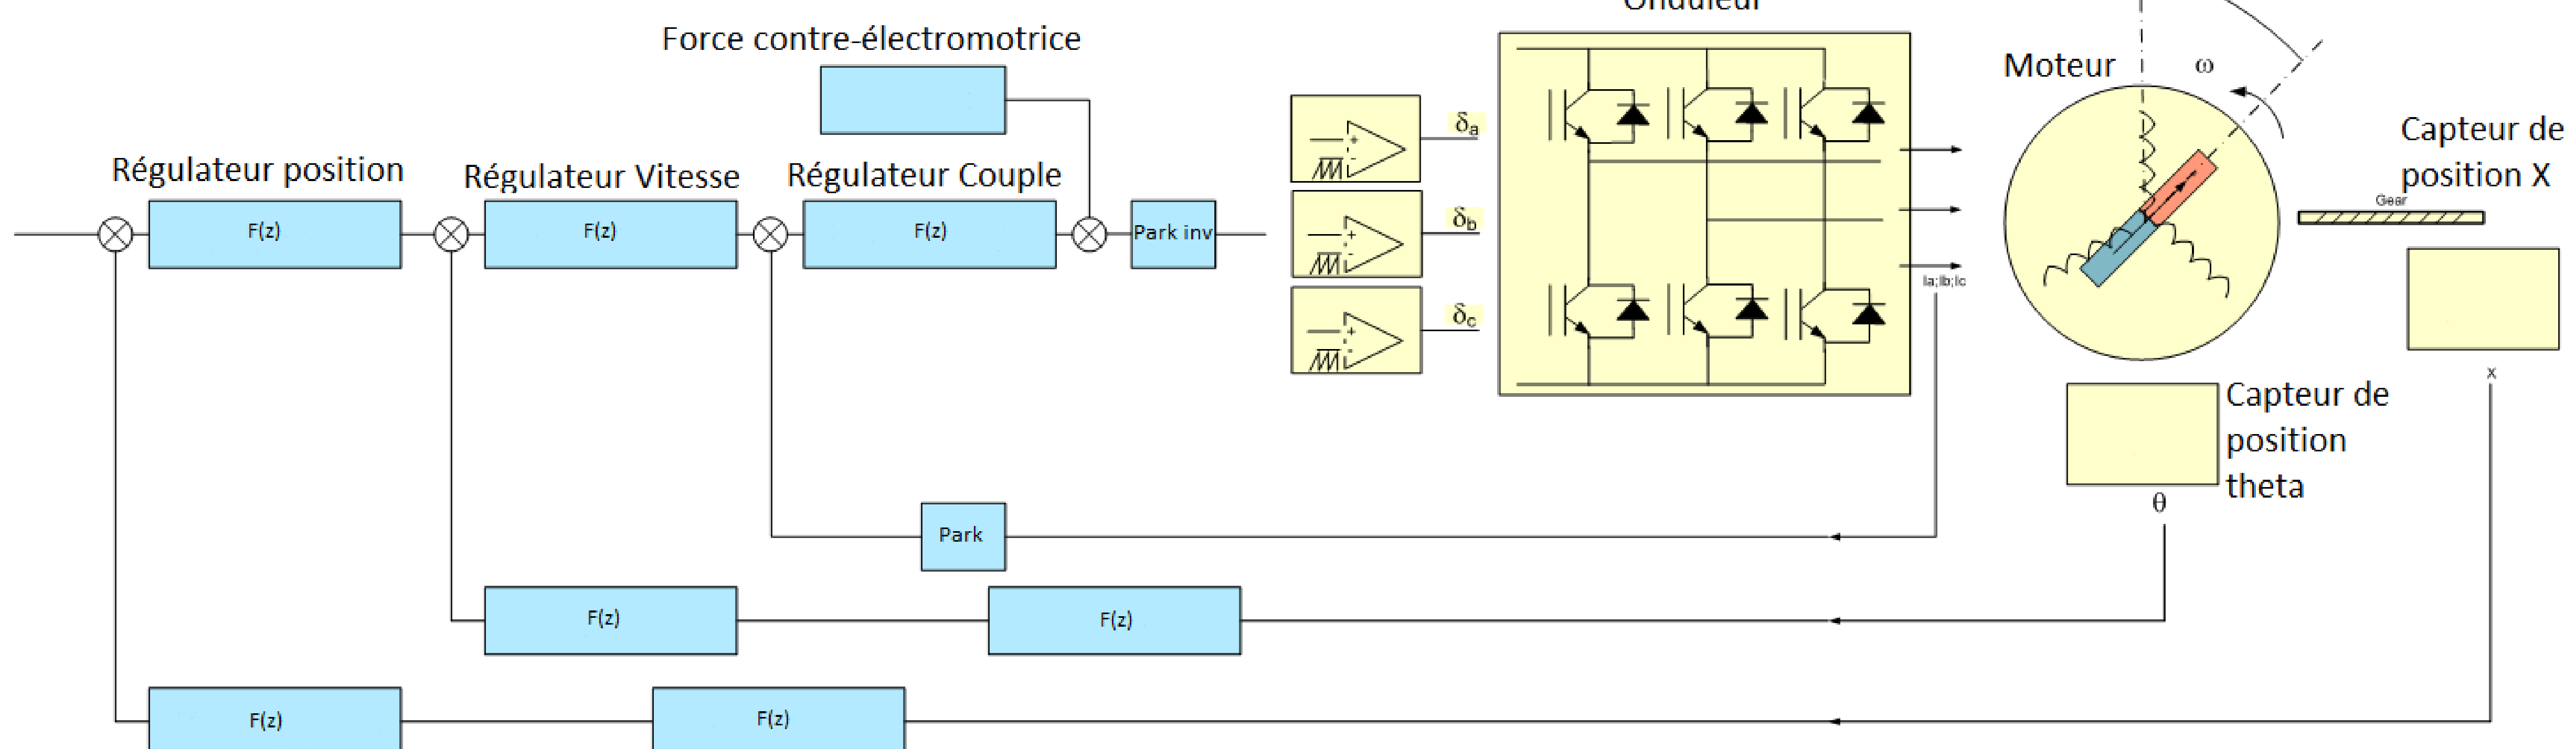 Onduleur
Force contre-électromotrice
Moteur
ω
Capteur de
position X
δa
Régulateur position
Régulateur Vitesse
Régulateur Couple
Gear
F(z)
F(z)
F(z)
Park inv
δb
Ia;Ib;Ic
δc
x
Capteur de
position
theta
θ
Park
F(z)
F(z)
F(z)
F(z)